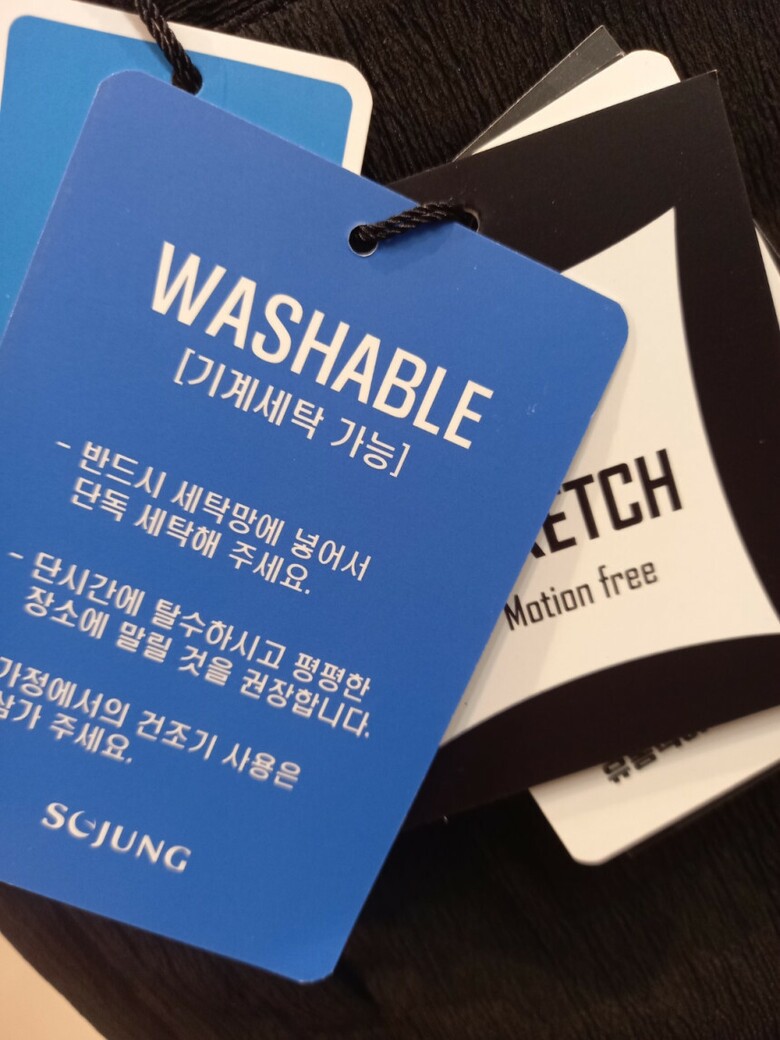 WASHABLE
[기계세탁 가능]
- 반드시 세탁망에 넣어서
단독 세탁해 주세요.
- 단시간에 탈수하시고 평평한
장소에 말릴 것을 권장합니다.
가정에서의 건조기 사용은
삼가 주세요.
SOJUNG
Motion free